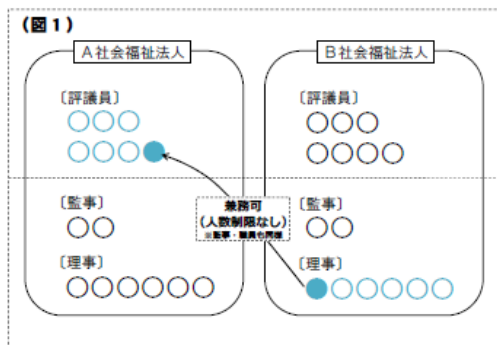 (図1)
A社会福祉法人
B社会福祉法人
〔評議員〕
〔評議員〕
〔監事〕
〔監事〕
兼務可
(人数制限なし)
※監事・職員も同様
〔理事〕
〔理事〕